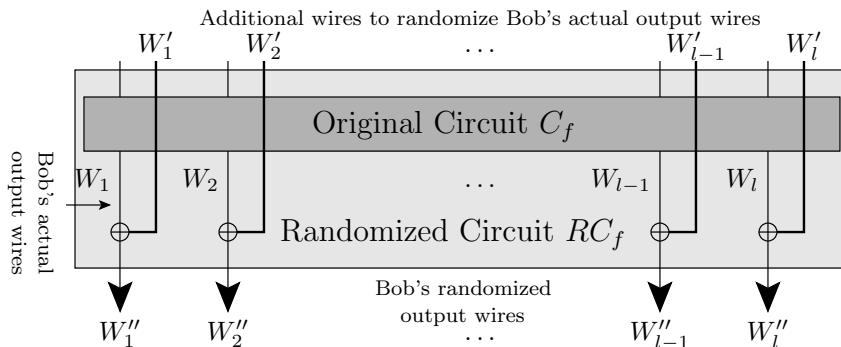 Additional wires to randomize Bob's actual output wires
W'_1 W'_2 ... W'_{l-1} W'_l
Original Circuit C_f
Bob's actual
output wires
W_1 W_2 ... W_{l-1} W_l
Randomized Circuit RC_f
Bob's randomized
output wires
W''_1 W''_2 ... W''_{l-1} W''_l